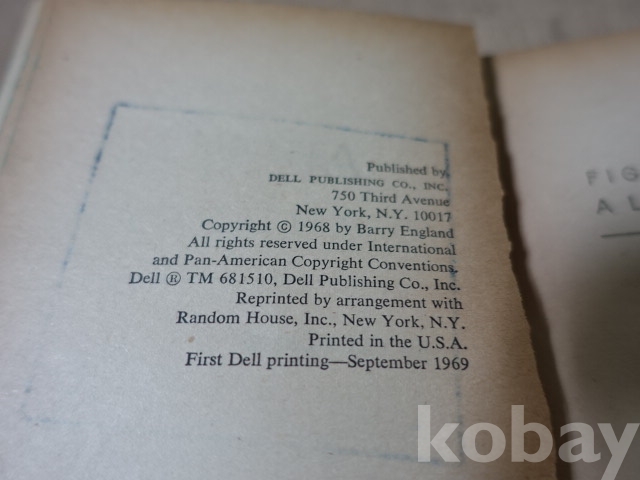 Published by
DELL PUBLISHING CO., INC.
750 Third Avenue
New York, N.Y. 10017
Copyright © 1968 by Barry England
All rights reserved under International
and Pan-American Copyright Conventions.
Dell ® TM 681510, Dell Publishing Co., Inc.
Reprinted by arrangement with
Random House, Inc., New York, N.Y.
Printed in the U.S.A.
First Dell printing—September 1969
FIG
A L
kobay